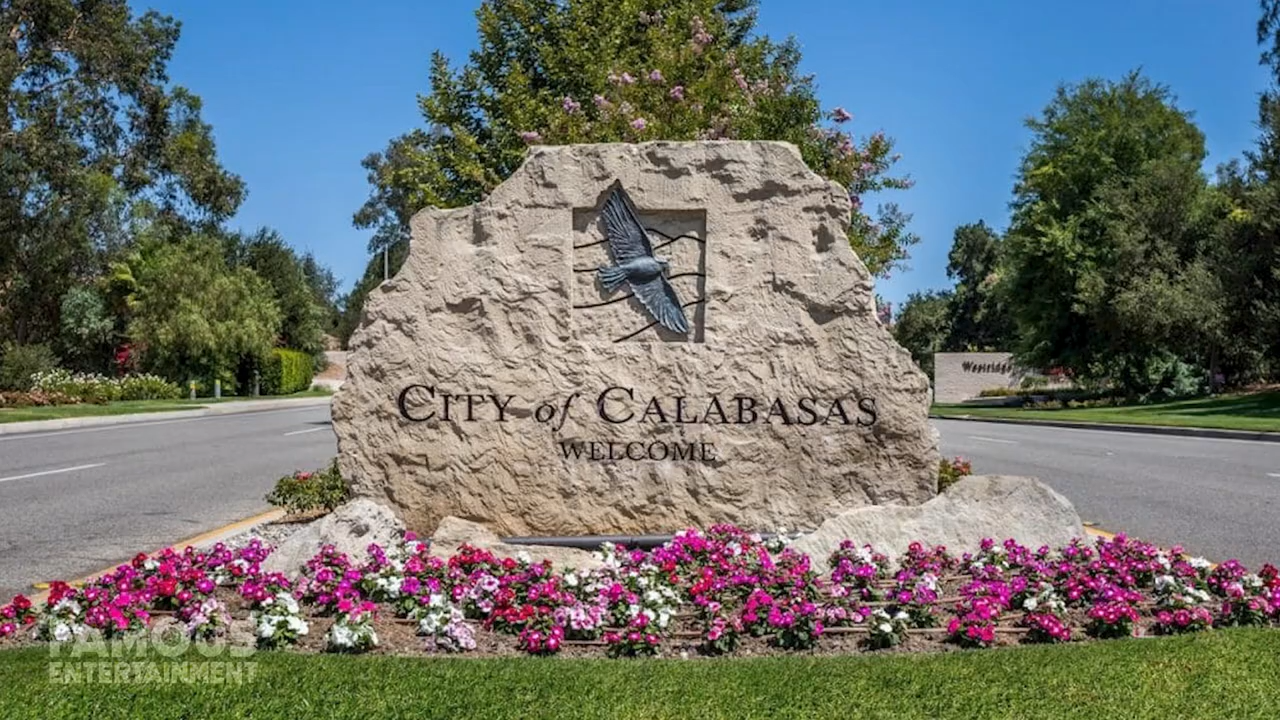 CITY of CALABASAS
WELCOME
Westridge
FAMOUS
ENTERTAINMENT